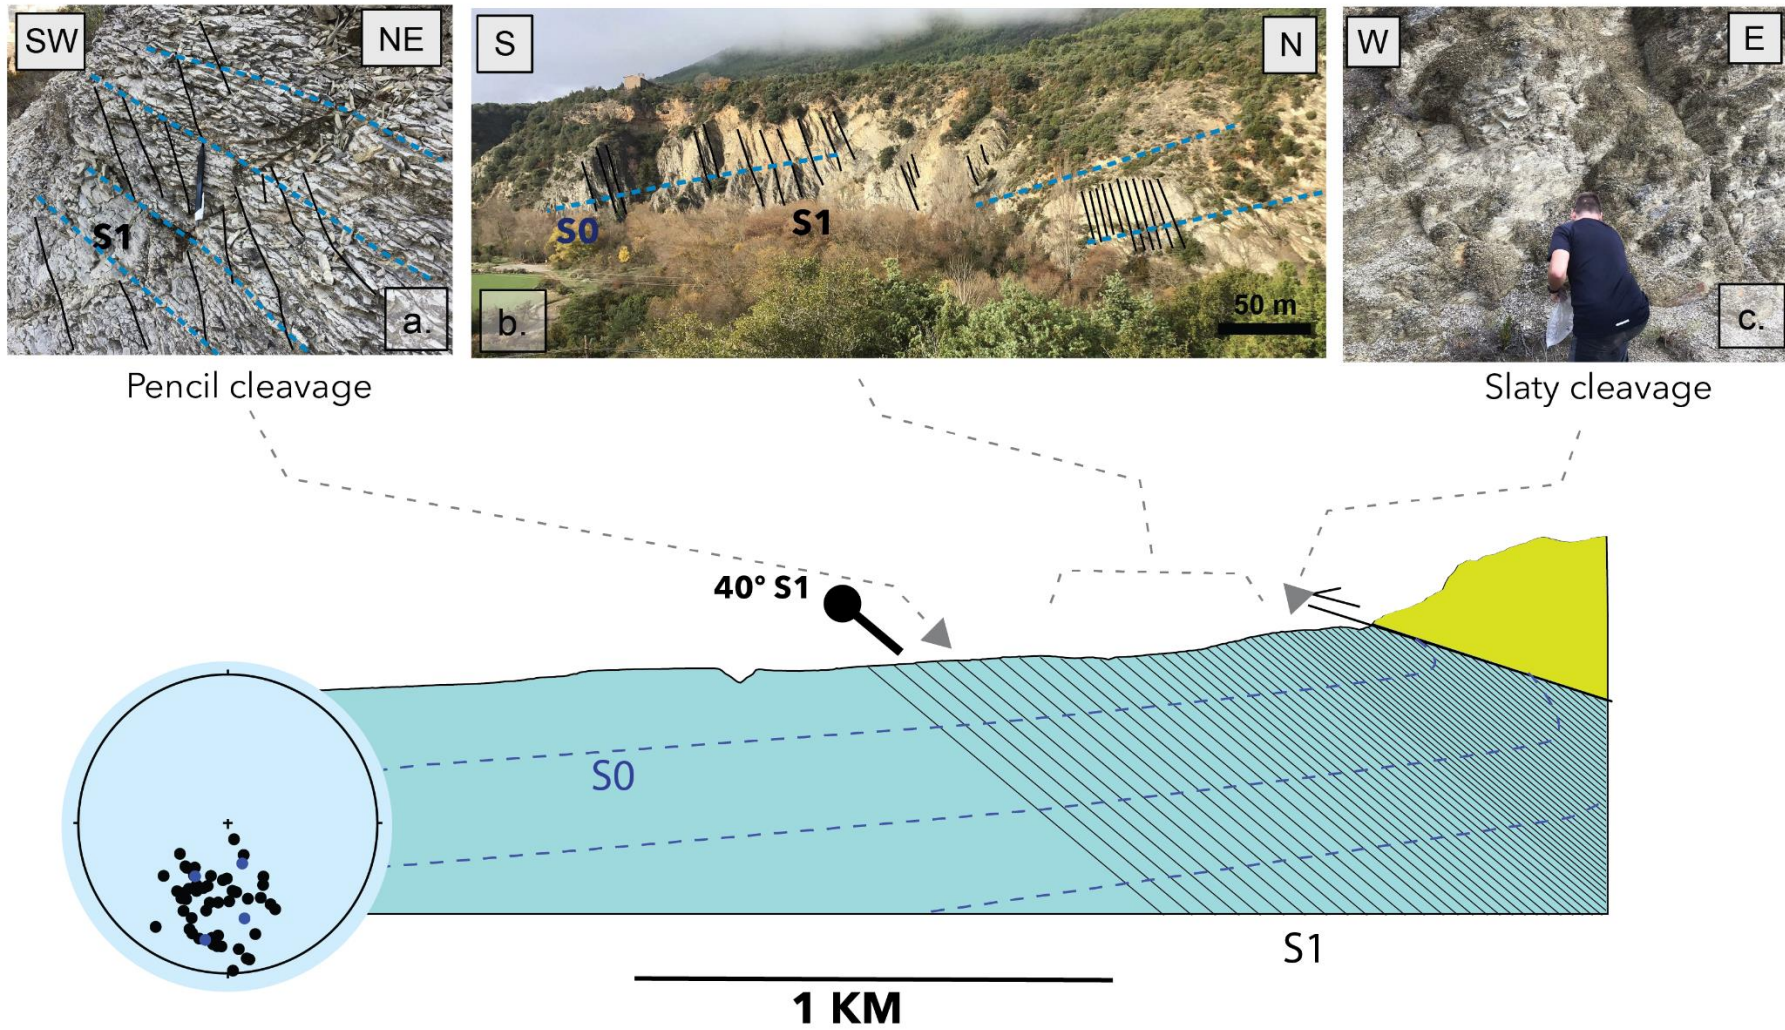 SW
NE
S
N
W
E
S1
S0
S1
a.
b.
50 m
c.
Pencil cleavage
Slaty cleavage
40° S1
S0
S1
1 KM